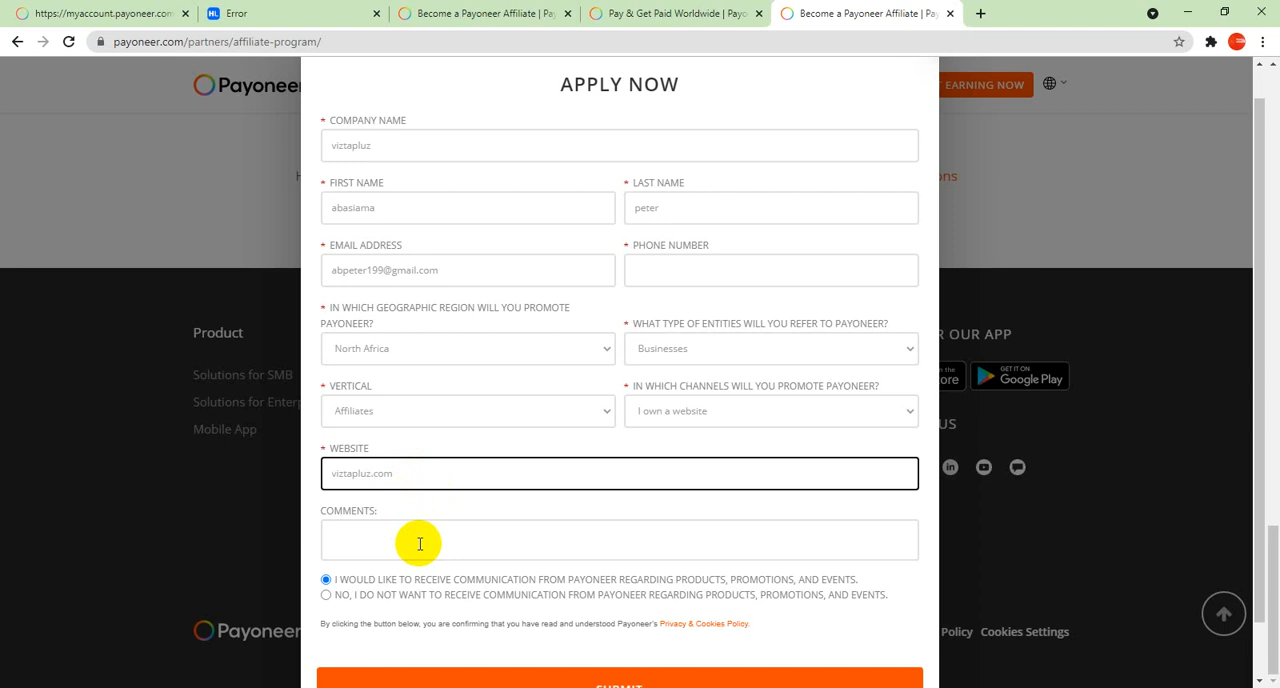 https://myaccount.payoneer.com
Error
Become a Payoneer Affiliate | Pay
Pay & Get Paid Worldwide | Payo
Become a Payoneer Affiliate | Pay
payoneer.com/partners/affiliate-program/
Payoneer
EARNING NOW
APPLY NOW
* COMPANY NAME
viztapluz
* FIRST NAME
* LAST NAME
abasiama
peter
* EMAIL ADDRESS
* PHONE NUMBER
abpeter199@gmail.com
* IN WHICH GEOGRAPHIC REGION WILL YOU PROMOTE
PAYONEER?
* WHAT TYPE OF ENTITIES WILL YOU REFER TO PAYONEER?
North Africa
Businesses
* VERTICAL
* IN WHICH CHANNELS WILL YOU PROMOTE PAYONEER?
Affiliates
I own a website
* WEBSITE
viztapluz.com
COMMENTS:
I WOULD LIKE TO RECEIVE COMMUNICATION FROM PAYONEER REGARDING PRODUCTS, PROMOTIONS, AND EVENTS.
NO, I DO NOT WANT TO RECEIVE COMMUNICATION FROM PAYONEER REGARDING PRODUCTS, PROMOTIONS, AND EVENTS.
By clicking the button below, you are confirming that you have read and understood Payoneer's Privacy & Cookies Policy.
SUBMIT
Product
Solutions for SMB
Solutions for Enterp
Mobile App
R OUR APP
GET IT ON
Google Play
US
in
Payoneer
Policy Cookies Settings